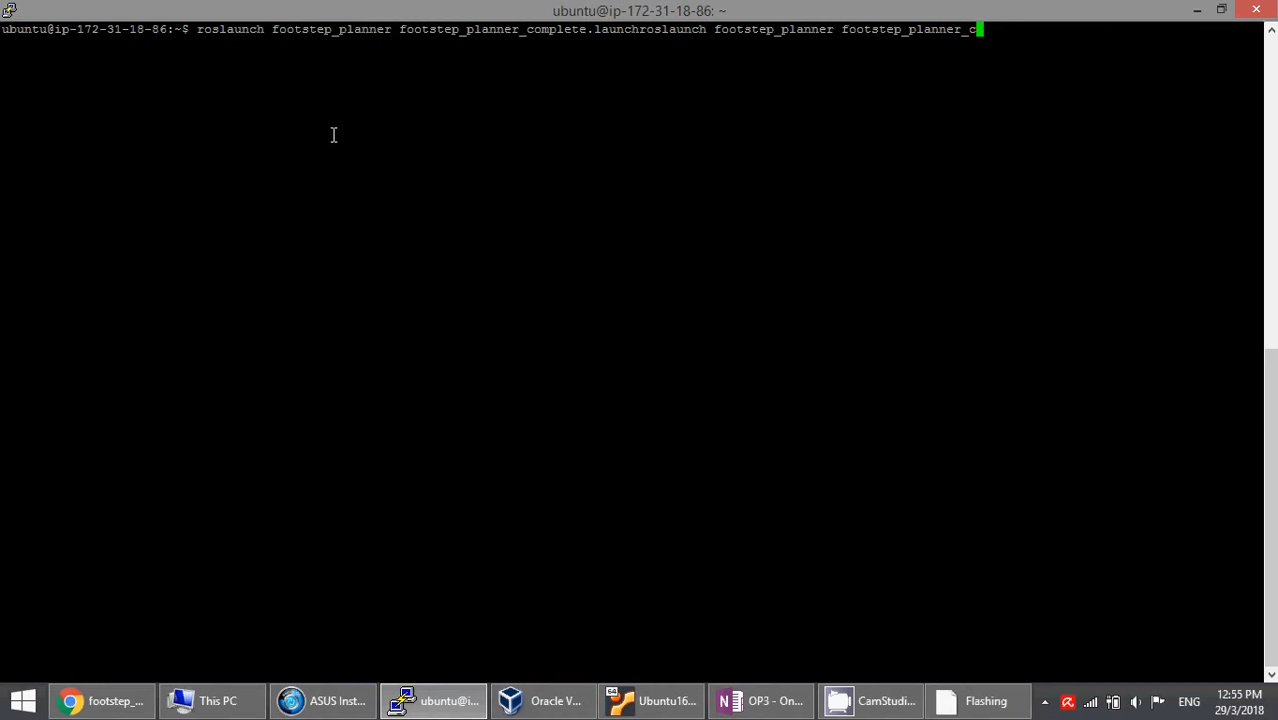 ubuntu@ip-172-31-18-86: ~
ubuntu@ip-172-31-18-86:~$ roslaunch footstep_planner footstep_planner_complete.launchroslaunch footstep_planner footstep_planner_c
footstep_...
This PC
ASUS Inst...
ubuntu@i...
Oracle V...
64
Ubuntu16...
OP3 - On...
CamStudi...
Flashing
ENG
12:55 PM
29/3/2018